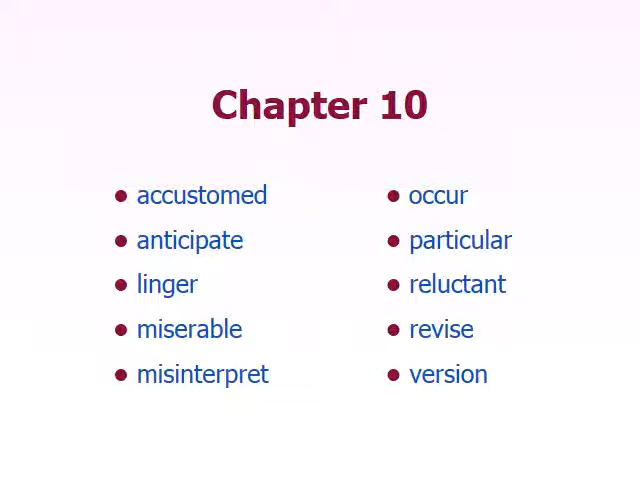 Chapter 10
• accustomed
• anticipate
• linger
• miserable
• misinterpret
• occur
• particular
• reluctant
• revise
• version